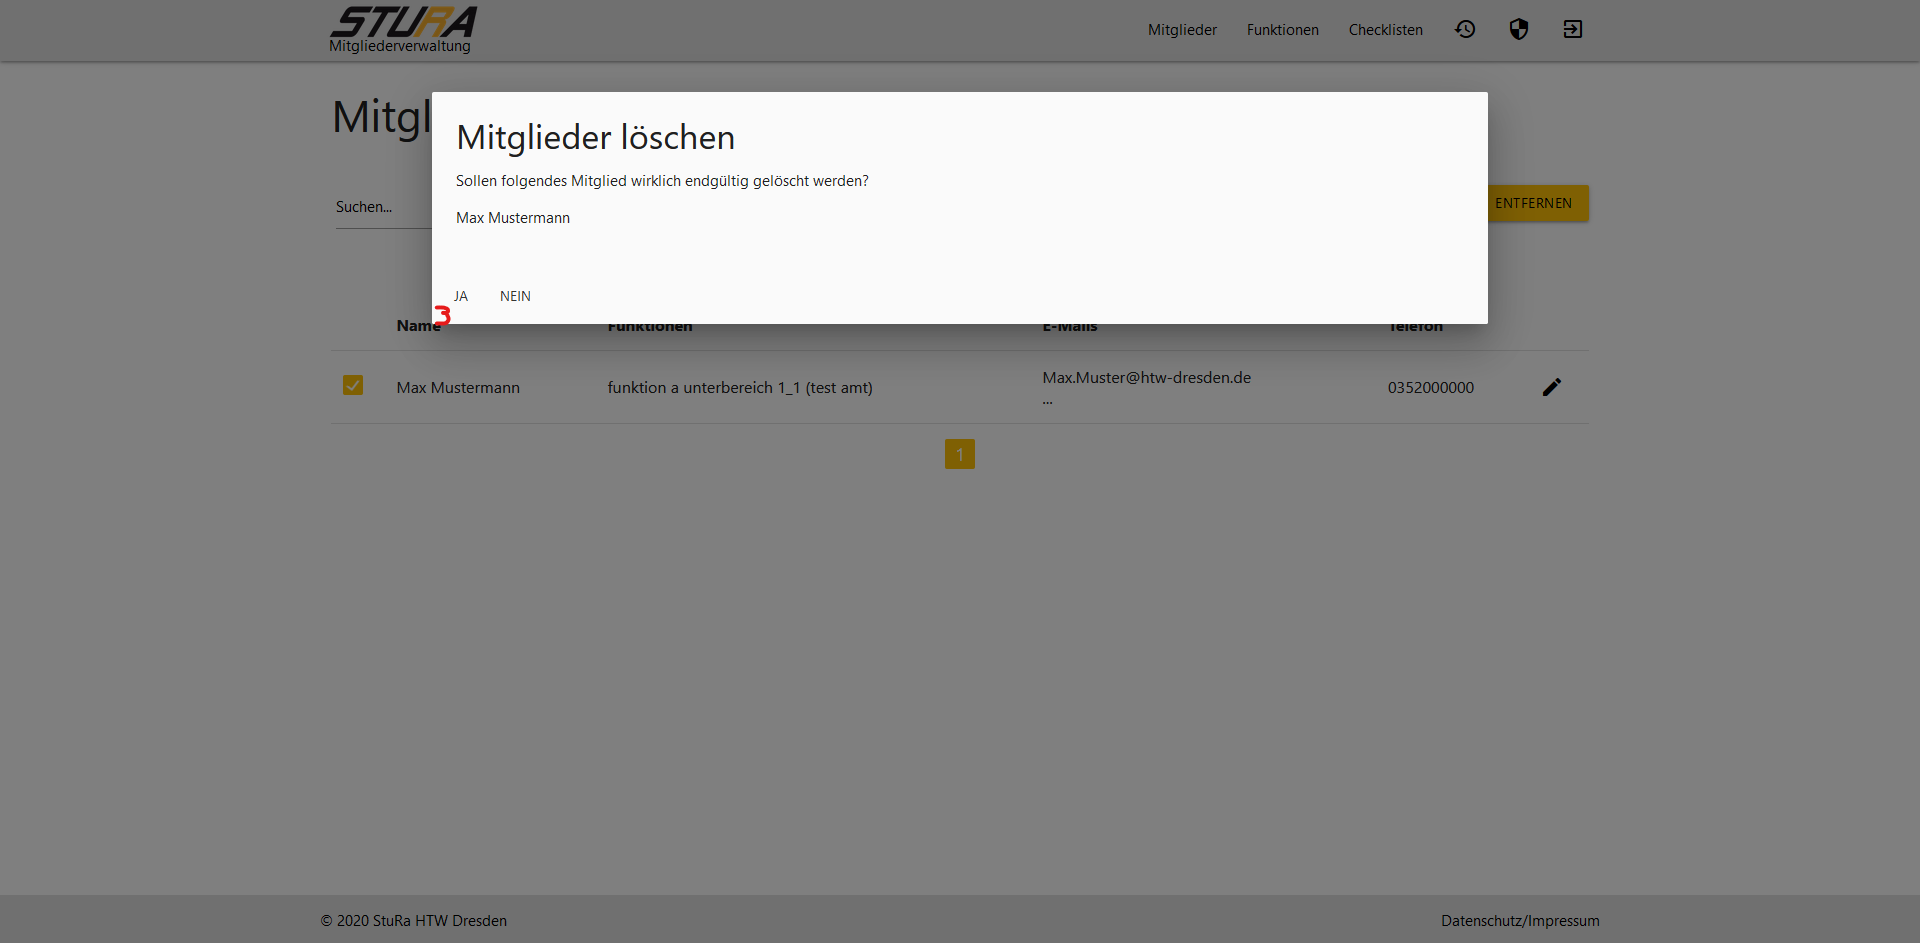 STURA
Mitgliederverwaltung
Mitglieder
Funktionen
Checklisten
Mitgl
Mitglieder löschen
Sollen folgendes Mitglied wirklich endgültig gelöscht werden?
Max Mustermann
Suchen...
ENTFERNEN
JA
NEIN
3
Name
Funktionen
E-Mails
Telefon
Max Mustermann
funktion a unterbereich 1_1 (test amt)
Max.Muster@htw-dresden.de
...
0352000000
1
© 2020 StuRa HTW Dresden
Datenschutz/Impressum